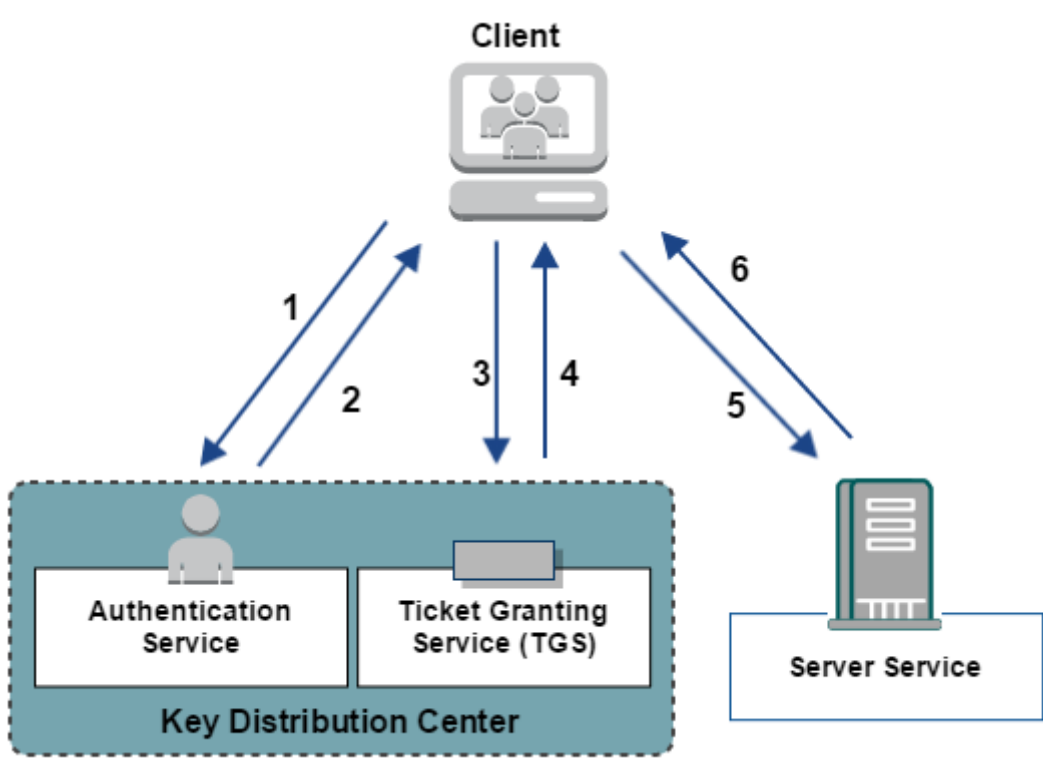 Client
1
2
3
4
5
6
Authentication
Service
Ticket Granting
Service (TGS)
Server Service
Key Distribution Center